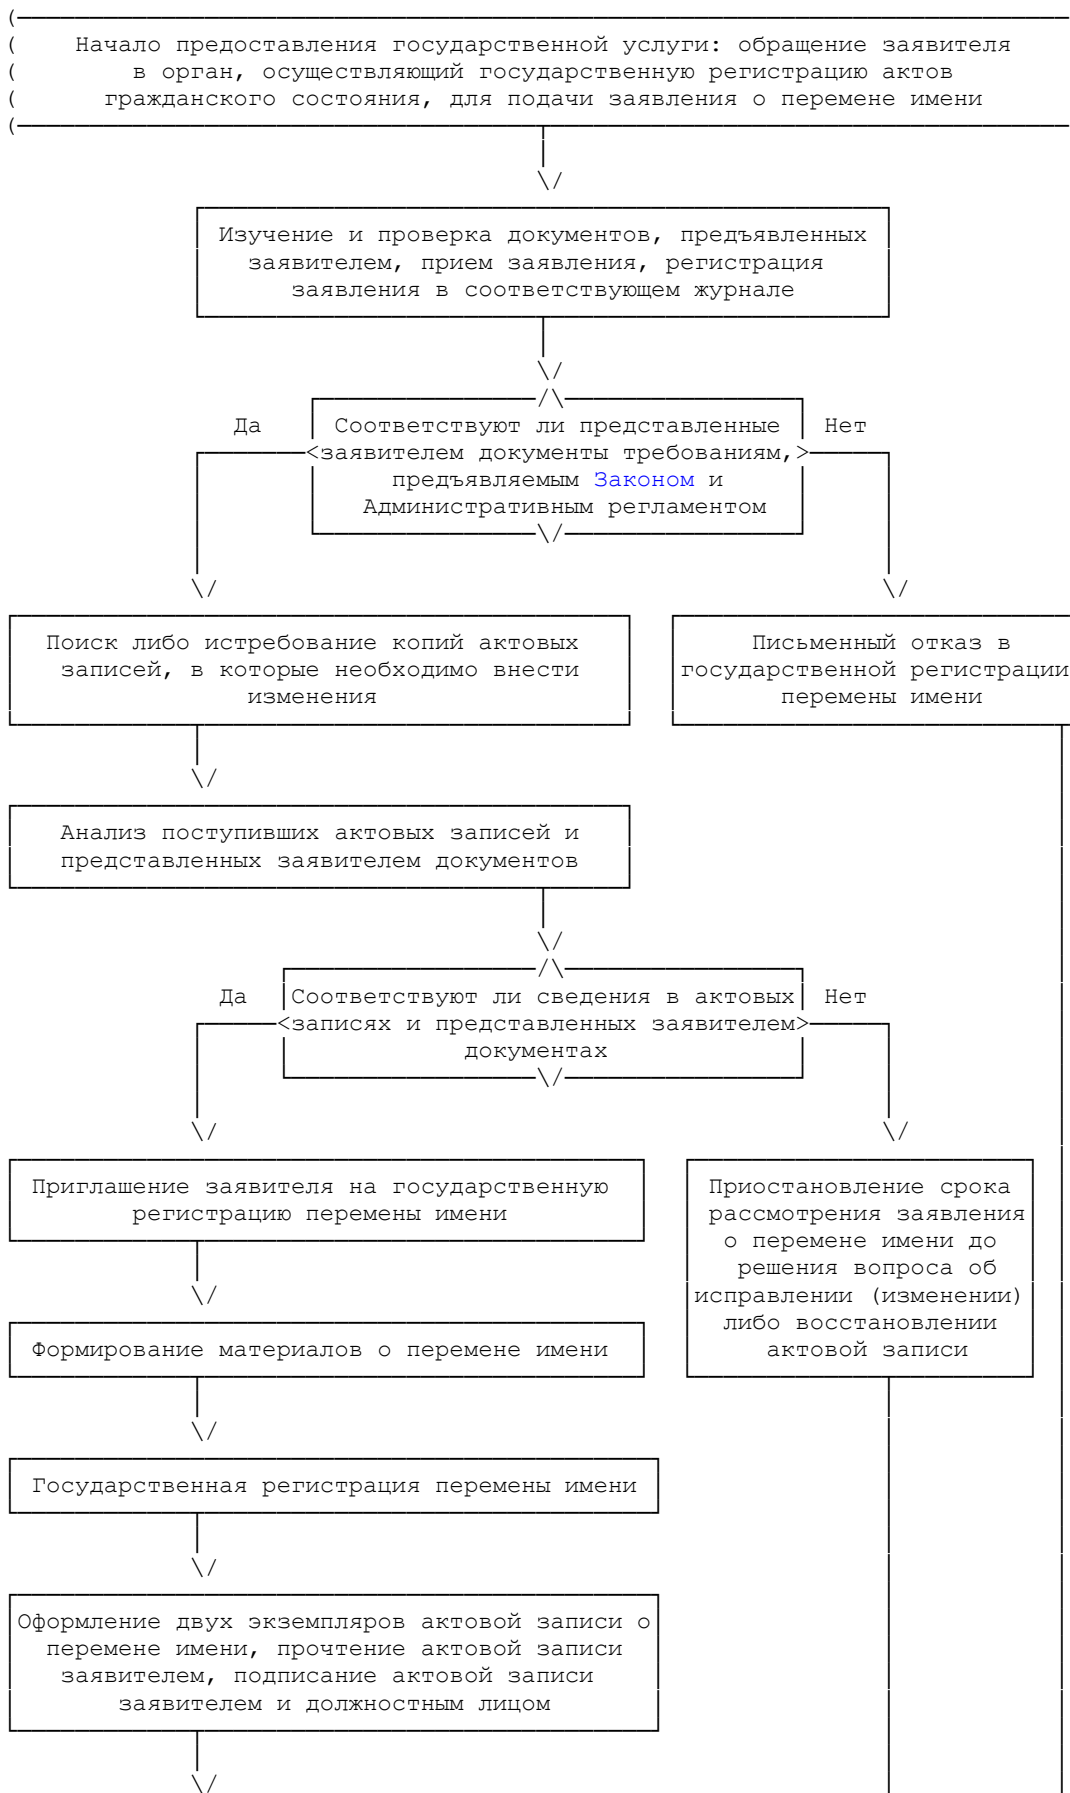 Начало предоставления государственной услуги: обращение заявителя
в орган, осуществляющий государственную регистрацию актов
гражданского состояния, для подачи заявления о перемене имени
Изучение и проверка документов, предъявленных
заявителем, прием заявления, регистрация
заявления в соответствующем журнале
Да
Соответствуют ли представленные
Нет
заявителем документы требованиям,
предъявляемым Законом и
Административным регламентом
Поиск либо истребование копий актовых
записей, в которые необходимо внести
изменения
Письменный отказ в
государственной регистрации
перемены имени
Анализ поступивших актовых записей и
представленных заявителем документов
Да
Соответствуют ли сведения в актовых
Нет
записях и представленных заявителем
документах
Приглашение заявителя на государственную
регистрацию перемены имени
Приостановление срока
рассмотрения заявления
о перемене имени до
решения вопроса об
исправлении (изменении)
либо восстановлении
актовой записи
Формирование материалов о перемене имени
Государственная регистрация перемены имени
Оформление двух экземпляров актовой записи о
перемене имени, прочтение актовой записи
заявителем, подписание актовой записи
заявителем и должностным лицом